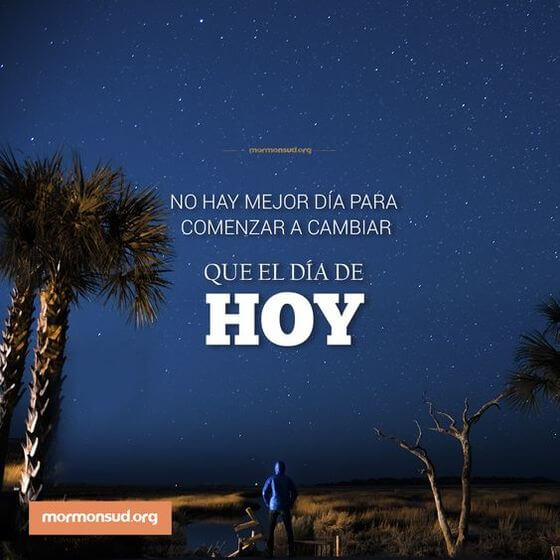 mormonsud.org
NO HAY MEJOR DÍA PARA
COMENZAR A CAMBIAR
QUE EL DÍA DE
HOY
mormonsud.org